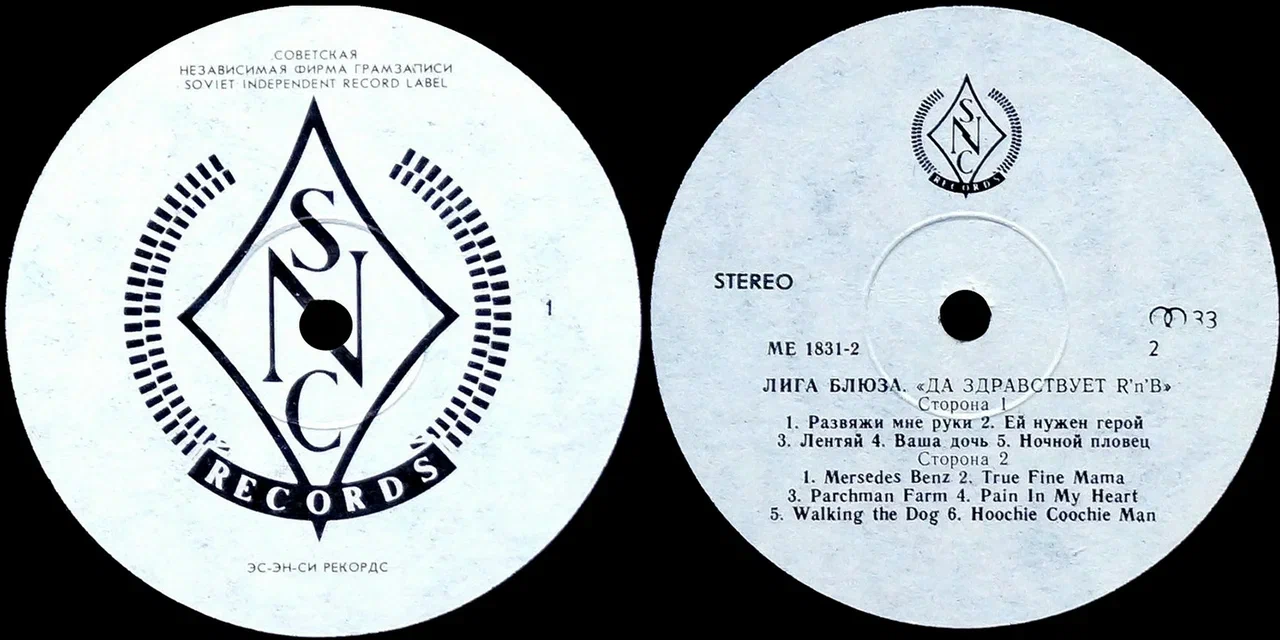 СОВЕТСКАЯ
НЕЗАВИСИМАЯ ФИРМА ГРАМЗАПИСИ
SOVIET INDEPENDENT RECORD LABEL
S
N
C
RECORDS
1
ЭС-ЭН-СИ РЕКОРДС
S
N
C
RECORDS
STEREO
33
МЕ 1831-2
2
ЛИГА БЛЮЗА. «ДА ЗДРАВСТВУЕТ R'n'B»
Сторона 1
1. Развяжи мне руки 2. Ей нужен герой
3. Лентяй 4. Ваша дочь 5. Ночной пловец
Сторона 2
1. Mersedes Benz 2. True Fine Mama
3. Parchman Farm 4. Pain In My Heart
5. Walking the Dog 6. Hoochie Coochie Man